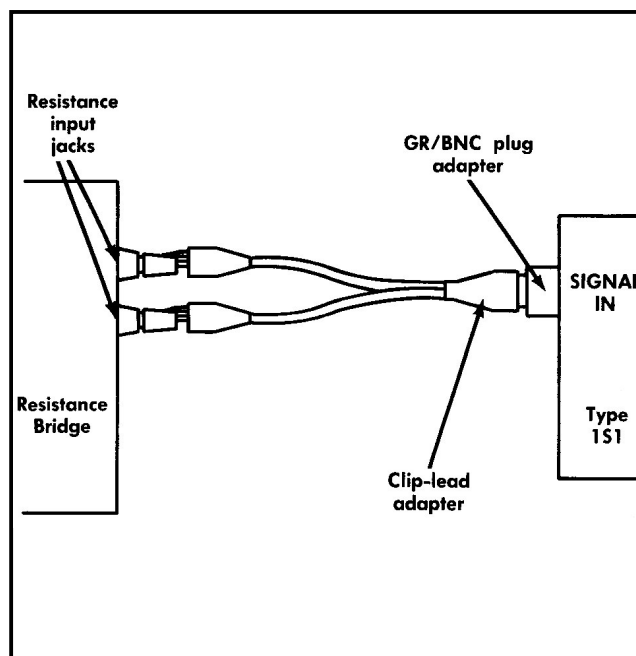 Resistance
input
jacks
GR/BNC plug
adapter
SIGNAL
IN
Resistance
Bridge
Type
1S1
Clip-lead
adapter